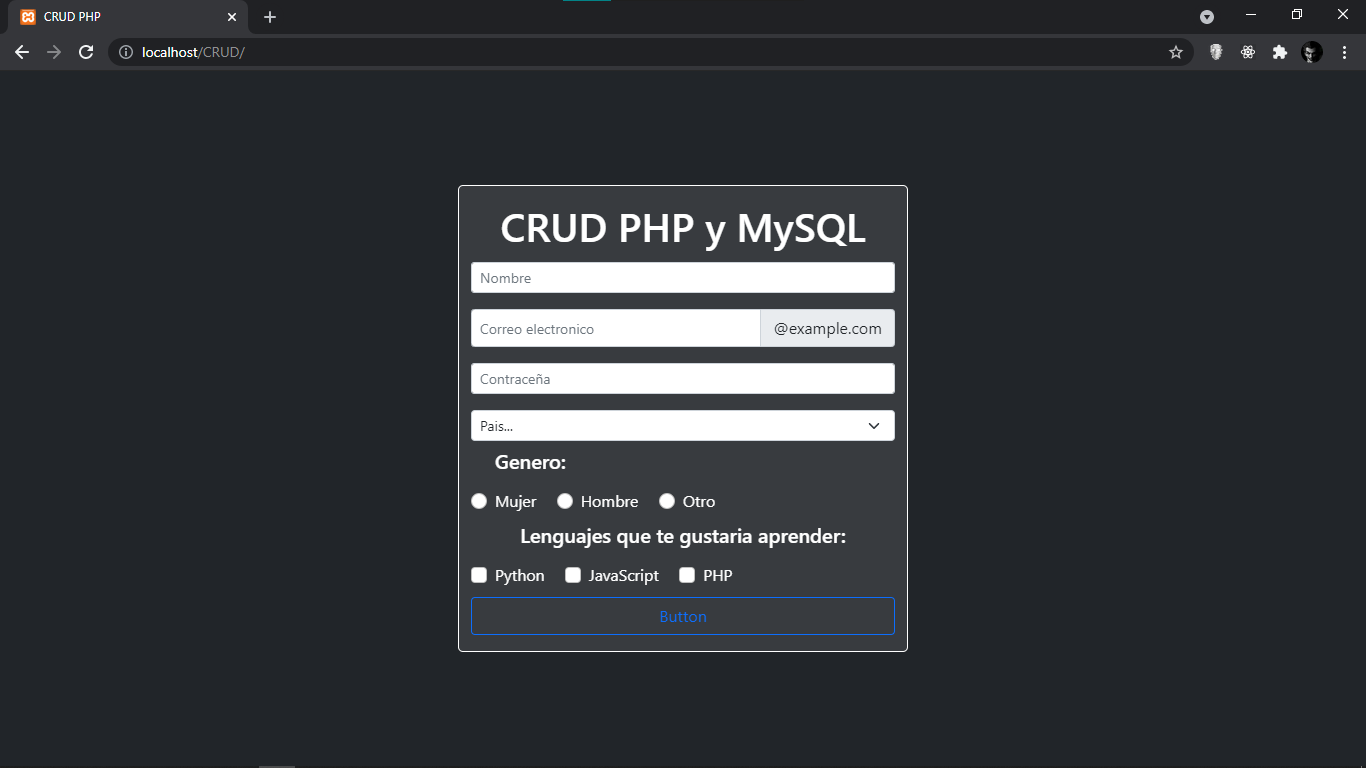 CRUD PHP
localhost/CRUD/
CRUD PHP y MySQL
Nombre
Correo electronico @example.com
Contraceña
Pais...
Genero:
Mujer Hombre Otro
Lenguajes que te gustaria aprender:
Python JavaScript PHP
Button